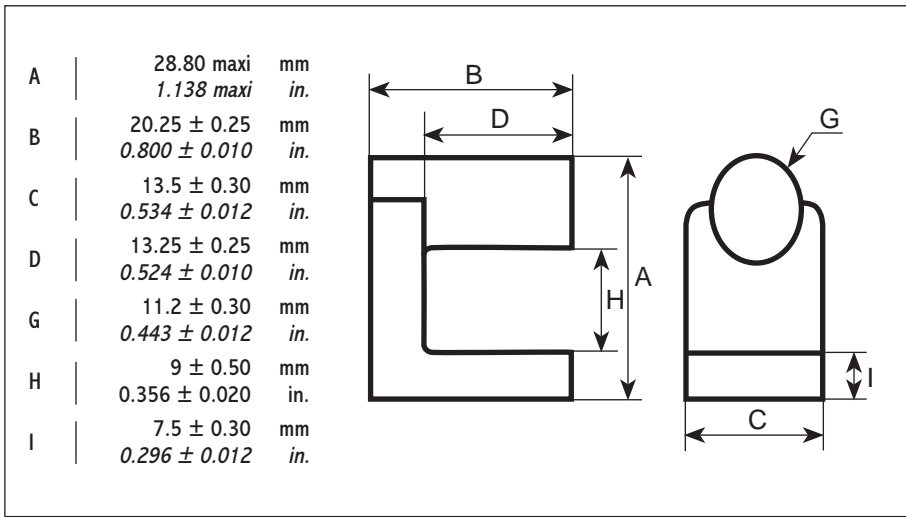 A 28.80 maxi mm
1.138 maxi in.
B 20.25 ± 0.25 mm
0.800 ± 0.010 in.
C 13.5 ± 0.30 mm
0.534 ± 0.012 in.
D 13.25 ± 0.25 mm
0.524 ± 0.010 in.
G 11.2 ± 0.30 mm
0.443 ± 0.012 in.
H 9 ± 0.50 mm
0.356 ± 0.020 in.
I 7.5 ± 0.30 mm
0.296 ± 0.012 in.
B
D
H
A
G
I
C